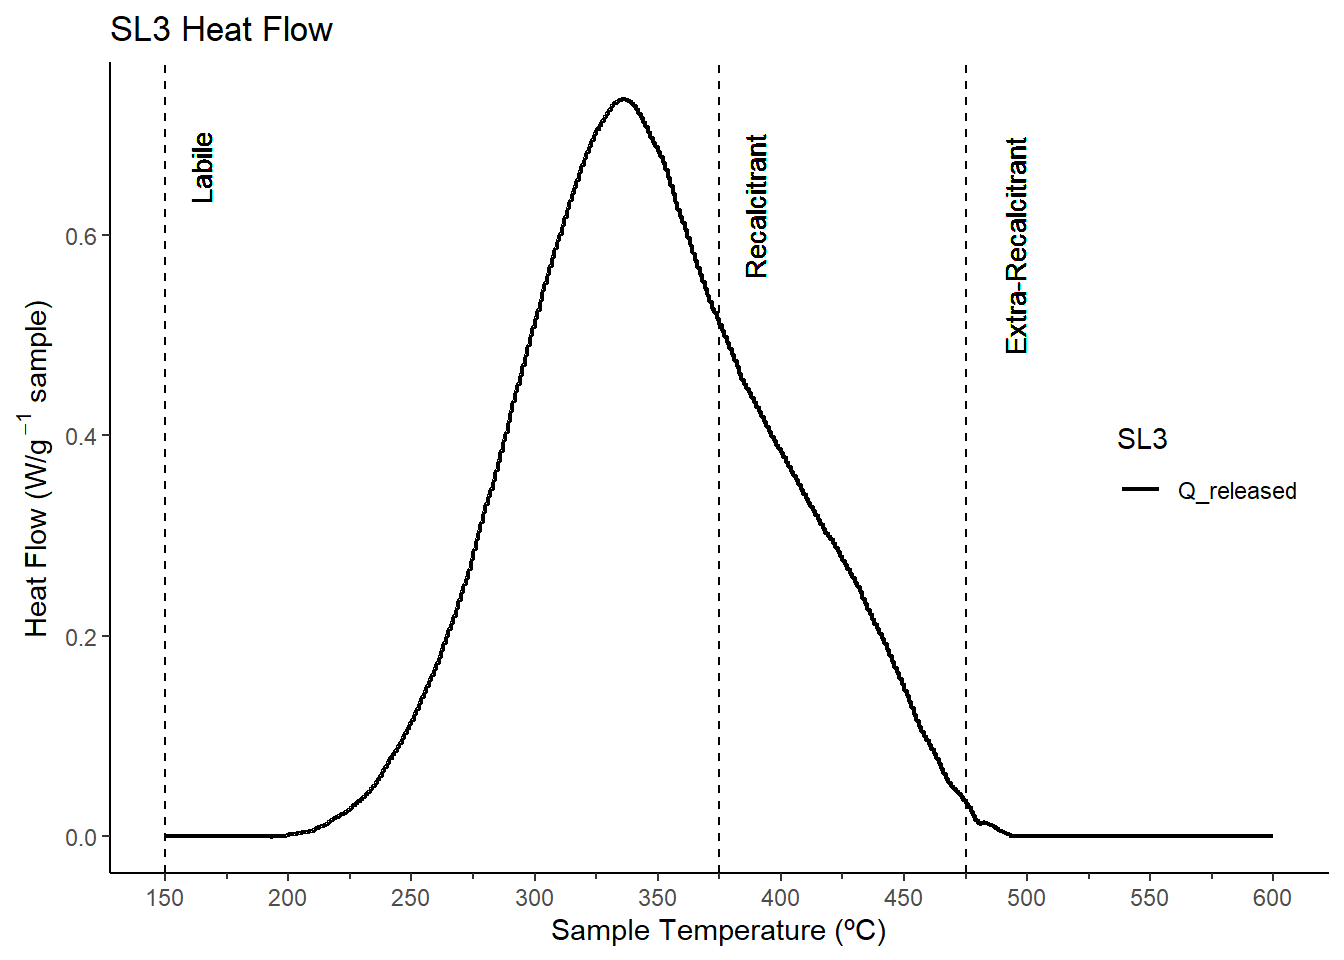 SL3 Heat Flow
Labile
Recalcitrant
Extra-Recalcitrant
Heat Flow (W/g⁻¹ sample)
0.6
0.4
0.2
0.0
SL3
Q_released
150 200 250 300 350 400 450 500 550 600
Sample Temperature (ºC)